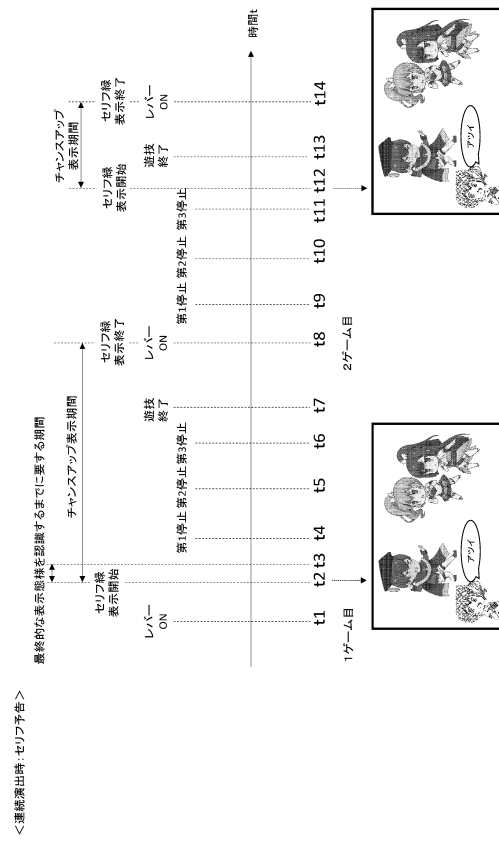 ＜連続演出時：セリフ予告＞
最終的な表示態様を認識するまでに要する期間
チャンスアップ表示期間
チャンスアップ
表示期間
セリフ緑
表示開始
セリフ緑
表示終了
セリフ緑
表示開始
セリフ緑
表示終了
レバー
ON
第1停止 第2停止 第3停止
遊技
終了
レバー
ON
第1停止 第2停止 第3停止
遊技
終了
レバー
ON
時間t
t1 t2 t3 t4 t5 t6 t7 t8 t9 t10 t11 t12 t13 t14
1ゲーム目
2ゲーム目
アツイ
アツイ